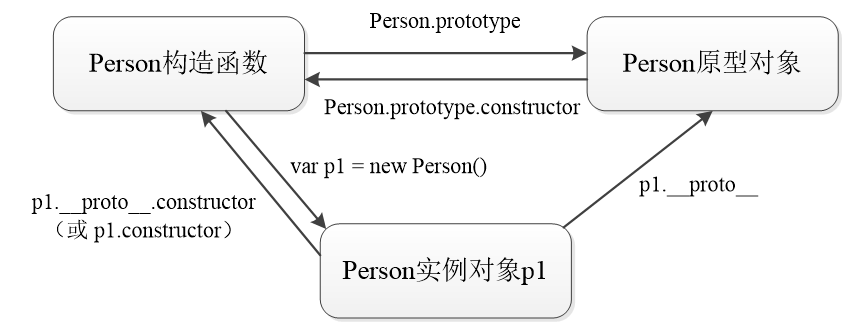 Person.prototype
Person构造函数
Person原型对象
Person.prototype.constructor
var p1 = new Person()
p1.__proto__
p1.__proto__.constructor
（或 p1.constructor）
Person实例对象p1